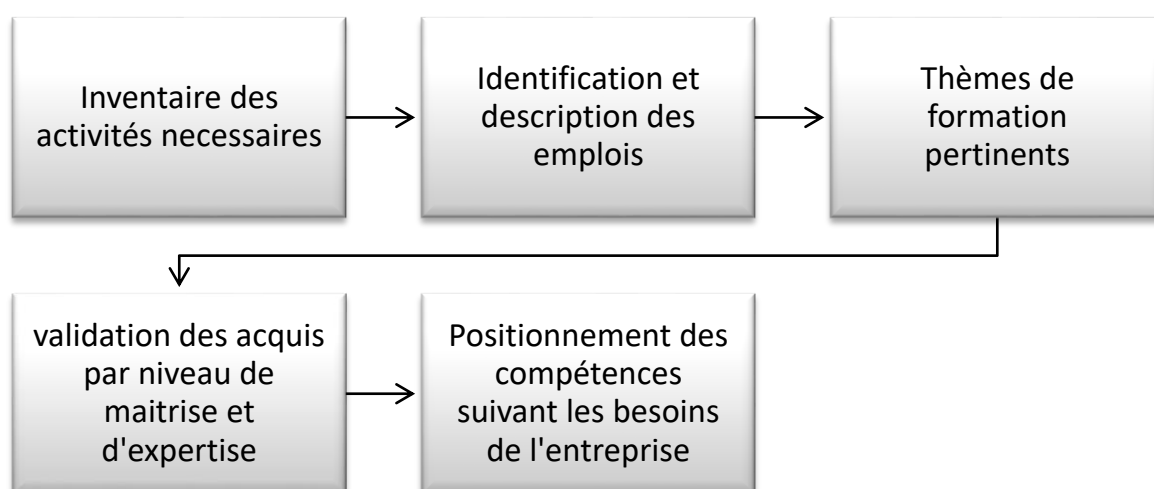 Inventaire des
activités necessaires
Identification et
description des
emplois
Thèmes de
formation
pertinents
validation des acquis
par niveau de
maitrise et
d'expertise
Positionnement des
compétences
suivant les besoins
de l'entreprise